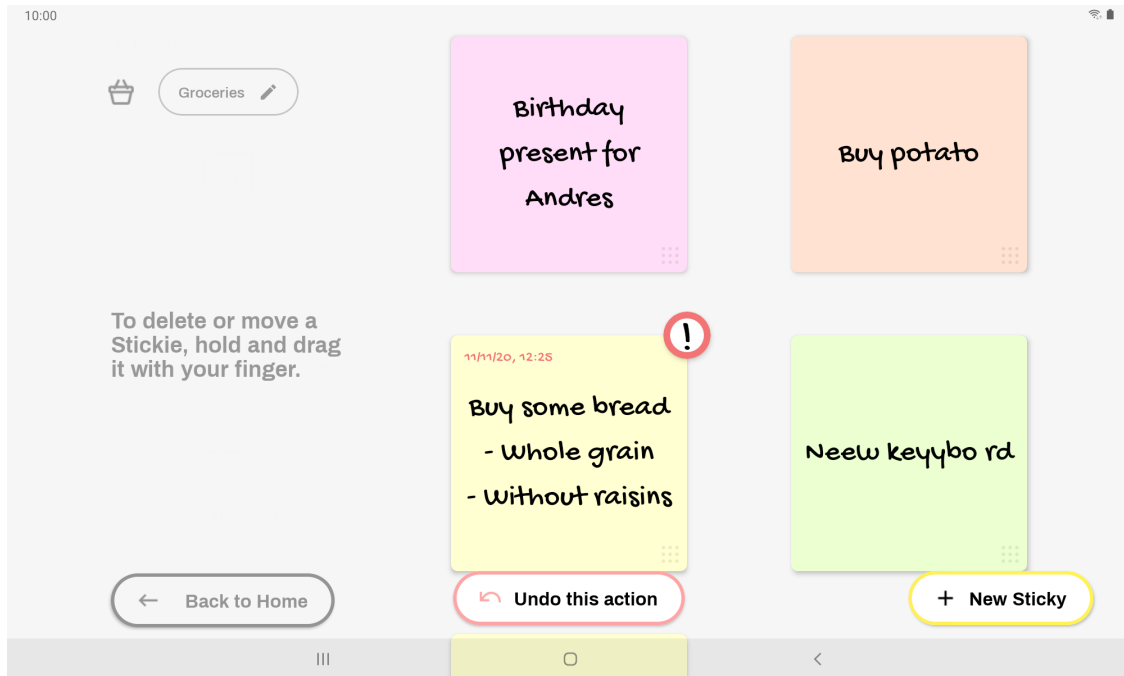 10:00
Groceries
To delete or move a
Stickie, hold and drag
it with your finger.
Birthday
present for
Andres
Buy potato
!
11/11/20, 12:25
Buy some bread
- Whole grain
- Without raisins
Neew keyybo rd
Back to Home
Undo this action
+ New Sticky